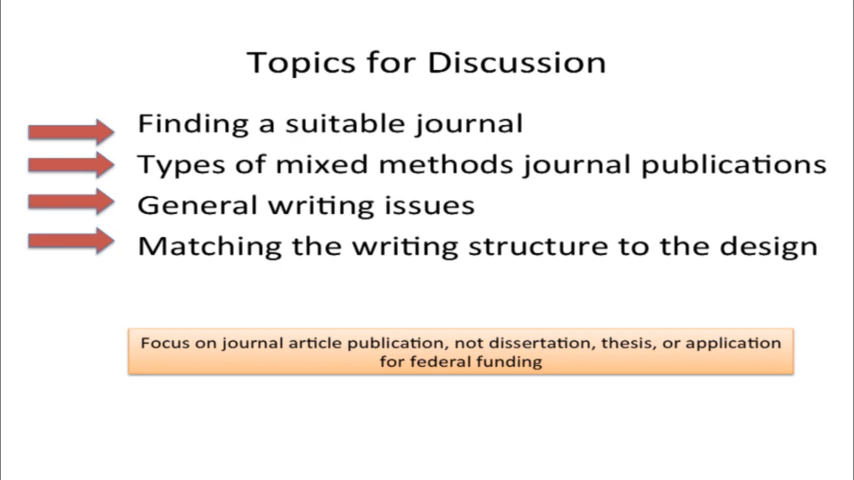 Topics for Discussion
Finding a suitable journal
Types of mixed methods journal publications
General writing issues
Matching the writing structure to the design
Focus on journal article publication, not dissertation, thesis, or application
for federal funding